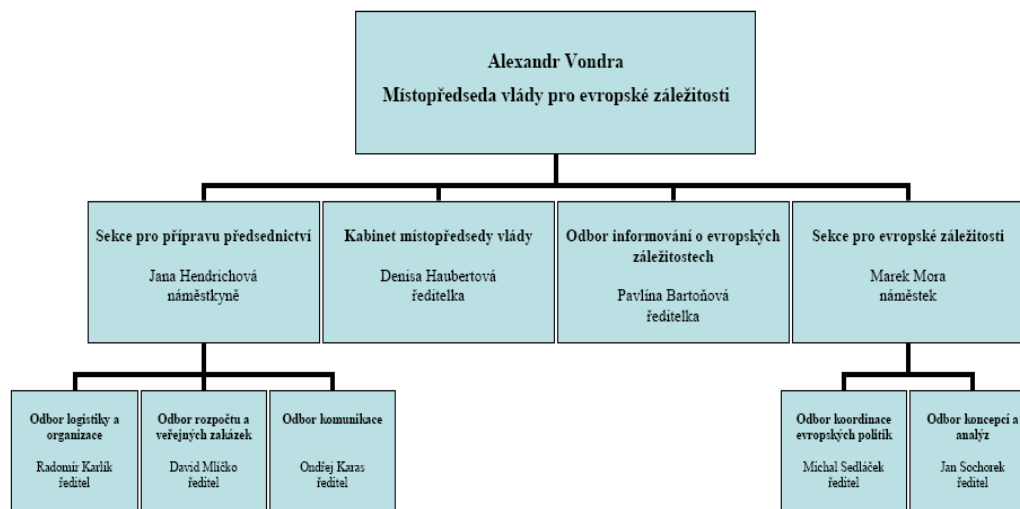 Alexandr Vondra
Místopředseda vlády pro evropské záležitosti
Sekce pro přípravu předsednictví
Jana Hendrichová
náměstkyně
Kabinet místopředsedy vlády
Denisa Haubertová
ředitelka
Odbor informování o evropských
záležitostech
Pavlína Bartoňová
ředitelka
Sekce pro evropské záležitosti
Marek Mora
náměstek
Odbor logistiky a
organizace
Radomír Karlík
ředitel
Odbor rozpočtu a
veřejných zakázek
David Mlíčko
ředitel
Odbor komunikace
Ondřej Karas
ředitel
Odbor koordinace
evropských politik
Michal Sedláček
ředitel
Odbor koncepcí a
analýz
Jan Sochorek
ředitel